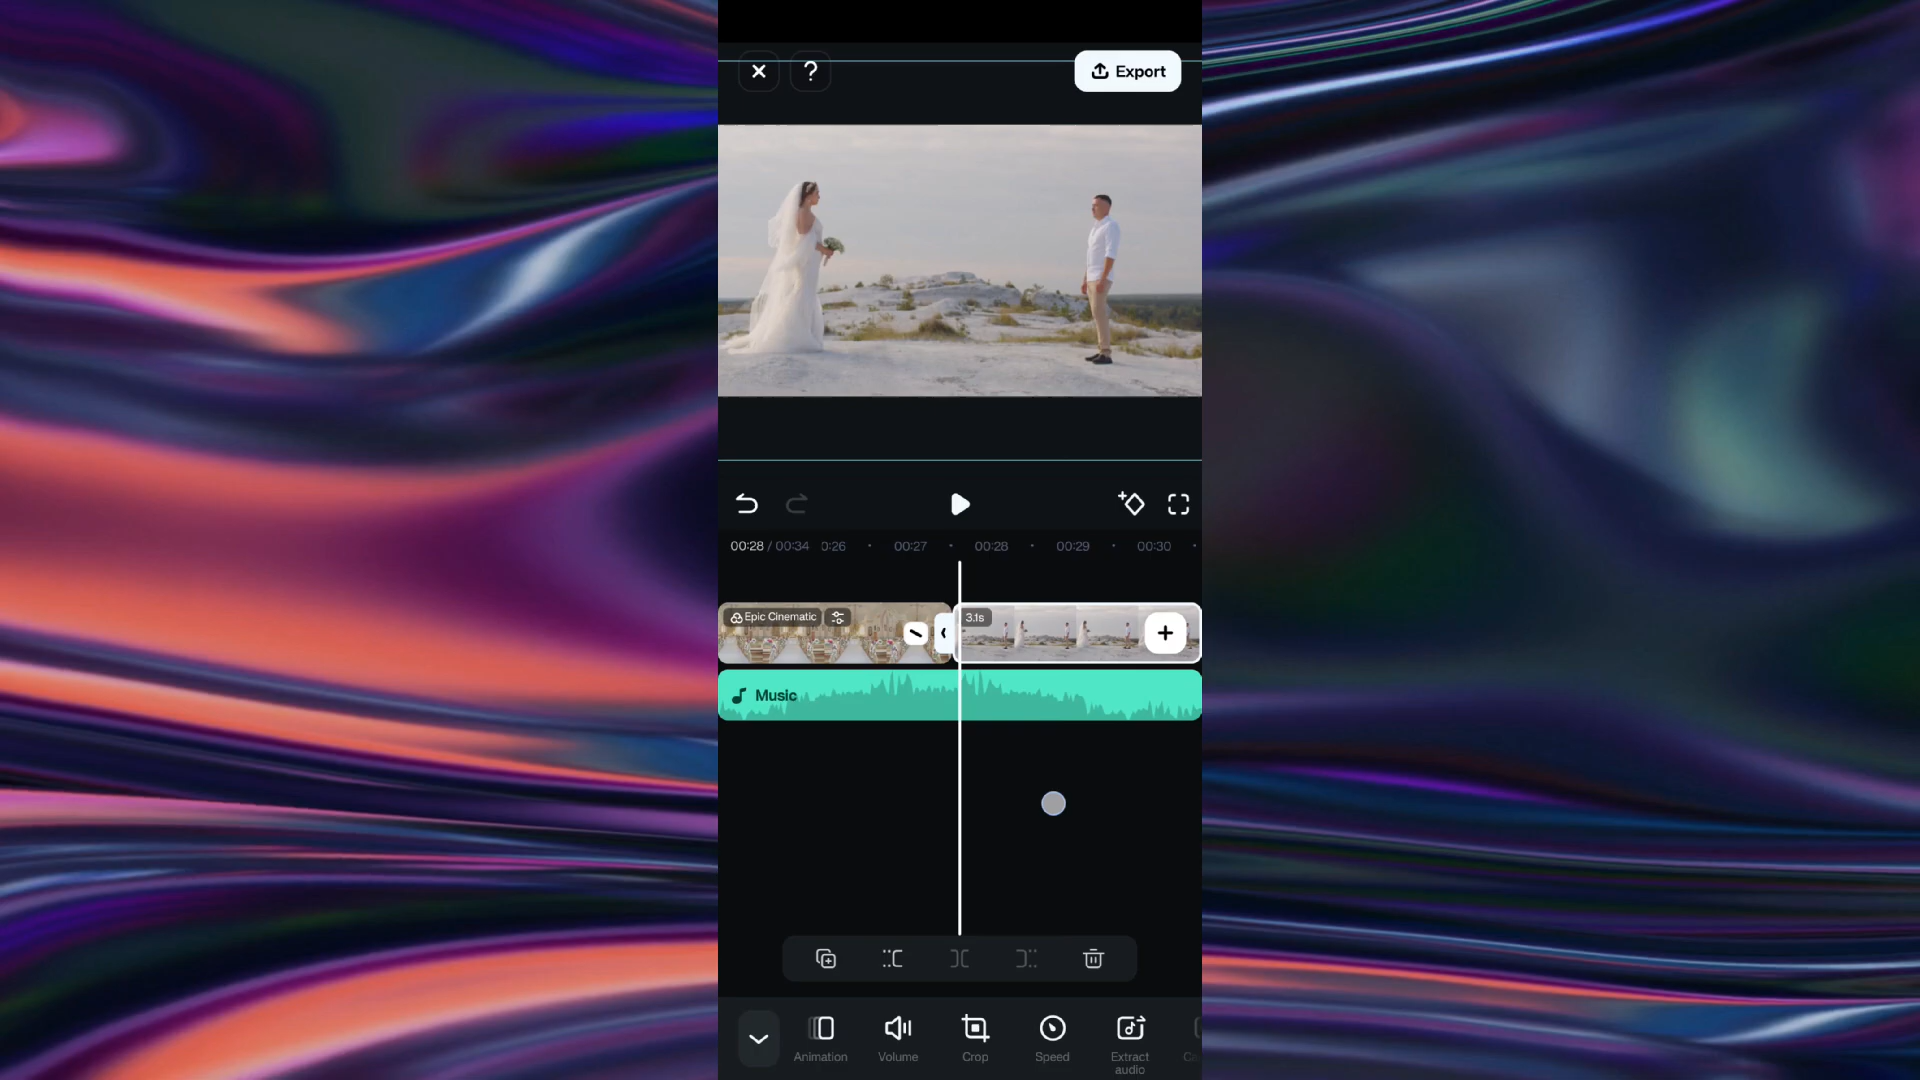 Export
00:28 / 00:34 0:26 00:27 00:28 00:29 00:30
Epic Cinematic
3.1s
Music
Animation Volume Crop Speed Extract
audio